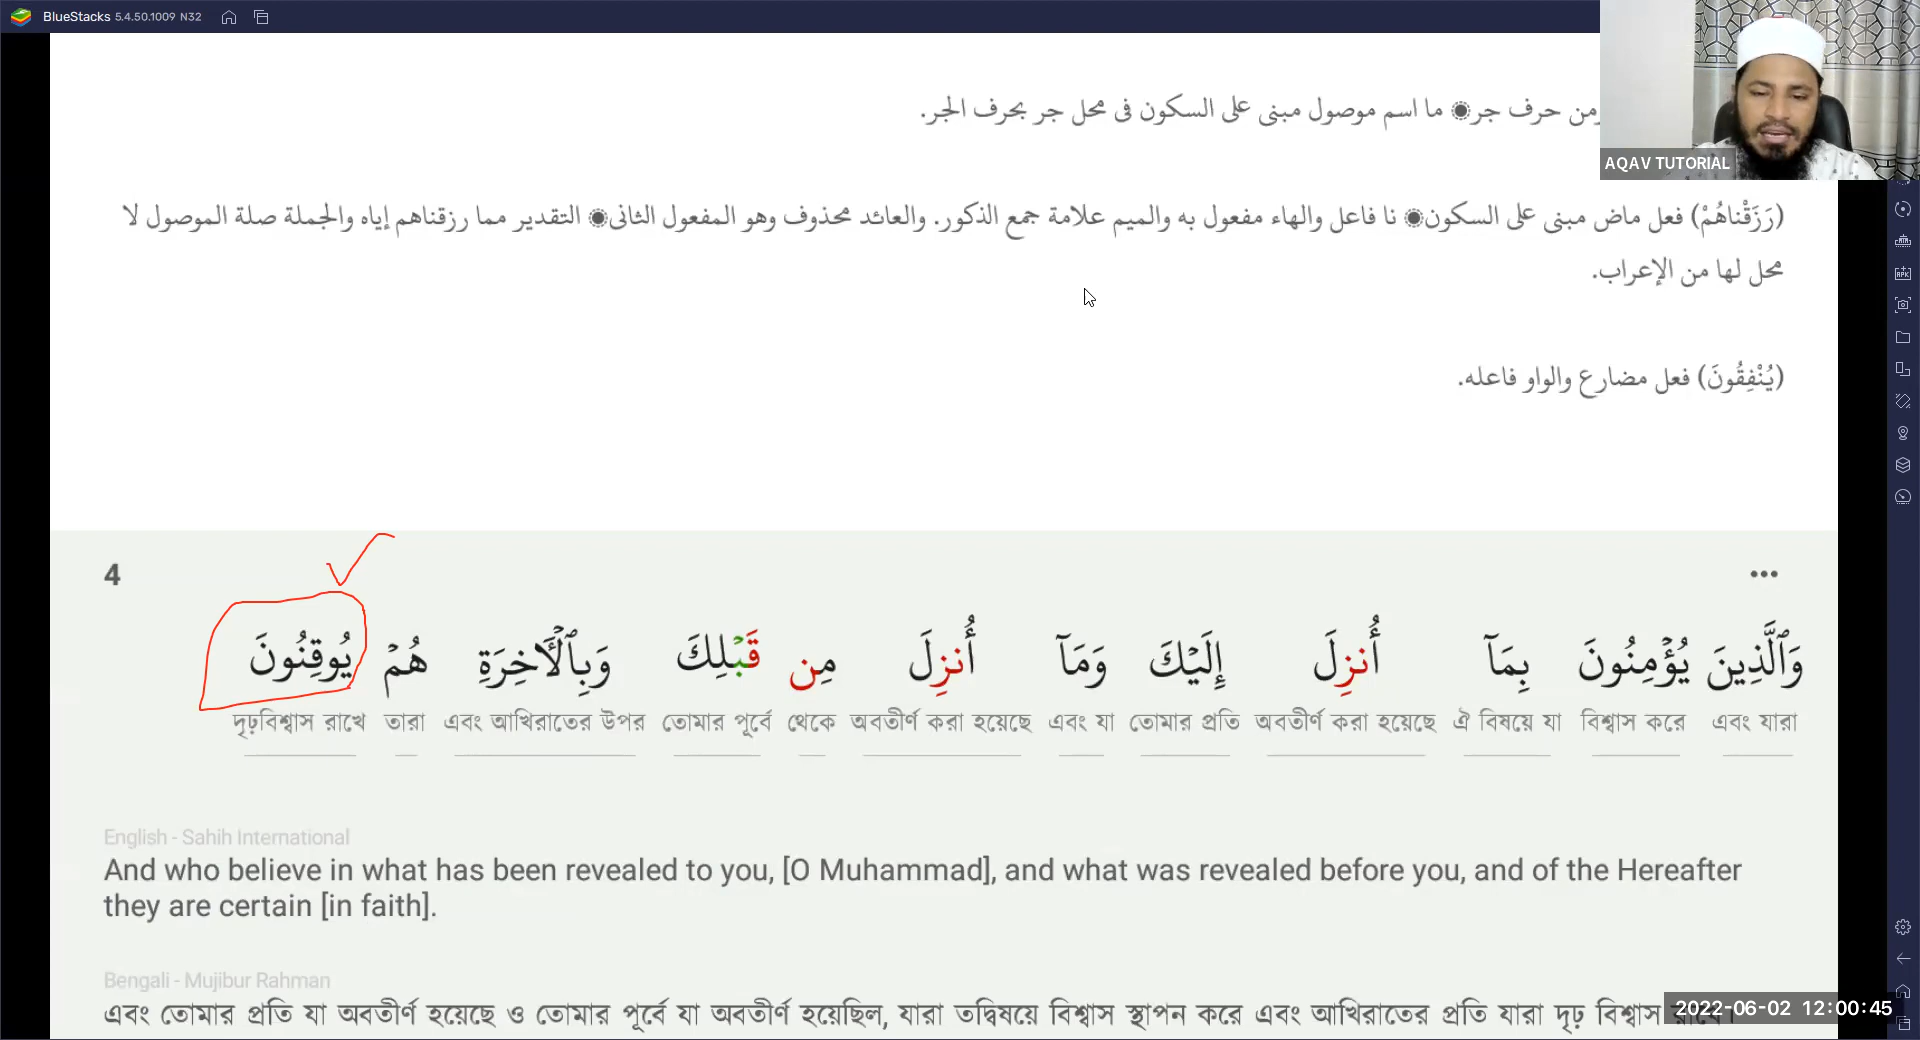 BlueStacks 5.4.50.1009 N32
من حرف جر۞ ما اسم موصول مبنى على السكون فى محل جر بحرف الجر.
AQAV TUTORIAL
(رَزَقْناهُمْ) فعل ماض مبنى على السكون۞ نا فاعل والهاء مفعول به والميم علامة جمع الذكور. والعائد محذوف وهو المفعول الثانى۞ التقدير مما رزقناهم إياه والجملة صلة الموصول لا
محل لها من الإعراب.
(يُنْفِقُونَ) فعل مضارع والواو فاعله.
4
وَٱلَّذِينَ يُؤۡمِنُونَ بِمَآ أُنزِلَ إِلَيۡكَ وَمَآ أُنزِلَ مِن قَبۡلِكَ وَبِٱلۡأٓخِرَةِ هُمۡ يُوقِنُونَ
দৃঢ়বিশ্বাস রাখে তারা এবং আখিরাতের উপর তোমার পূর্বে থেকে অবতীর্ণ করা হয়েছে এবং যা তোমার প্রতি অবতীর্ণ করা হয়েছে ঐ বিষয়ে যা বিশ্বাস করে এবং যারা
English - Sahih International
And who believe in what has been revealed to you, [O Muhammad], and what was revealed before you, and of the Hereafter
they are certain [in faith].
Bengali - Mujibur Rahman
এবং তোমার প্রতি যা অবতীর্ণ হয়েছে ও তোমার পূর্বে যা অবতীর্ণ হয়েছিল, যারা তদ্বিষয়ে বিশ্বাস স্থাপন করে এবং আখিরাতের প্রতি যারা দৃঢ় বিশ্বাস রাখে।
2022-06-02 12:00:45